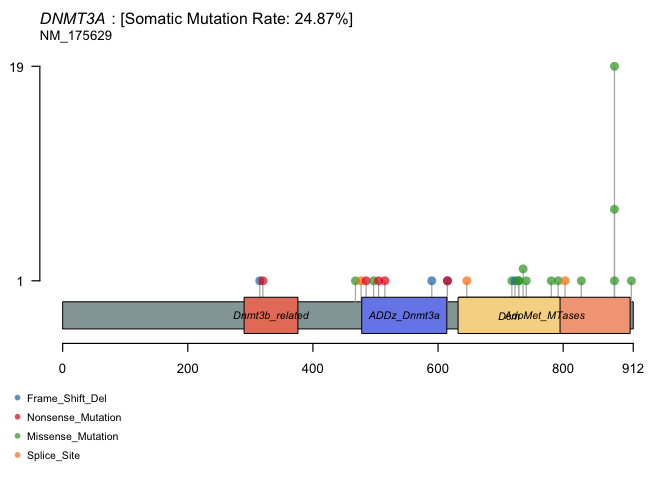 DNMT3A : [Somatic Mutation Rate: 24.87%]
NM_175629
19
1
Dnmt3b_related
ADDz_Dnmt3a
AdoMet_MTases
0
200
400
600
800
912
Frame_Shift_Del
Nonsense_Mutation
Missense_Mutation
Splice_Site